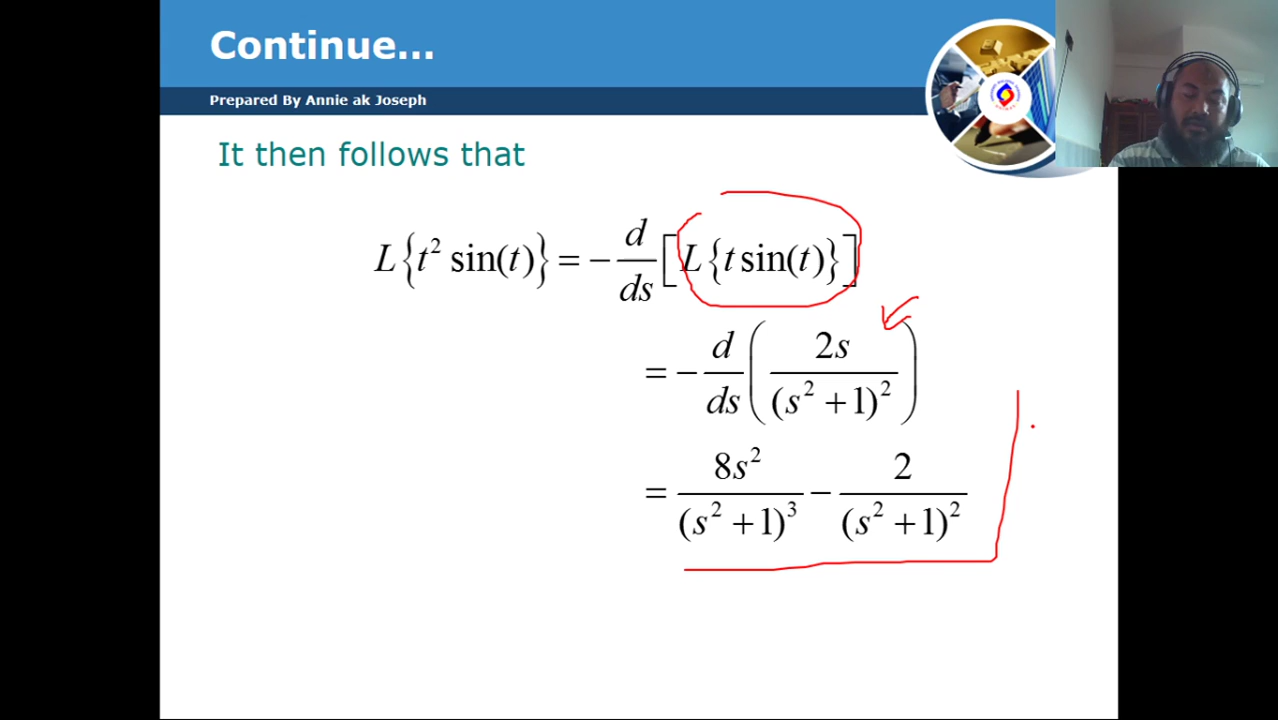 Continue...
Prepared By Annie ak Joseph
It then follows that
L{t² sin(t)} = − d/ds [L{t sin(t)}]
= − d/ds (2s/(s² +1)²)
= 8s²/(s² +1)³ − 2/(s² +1)²